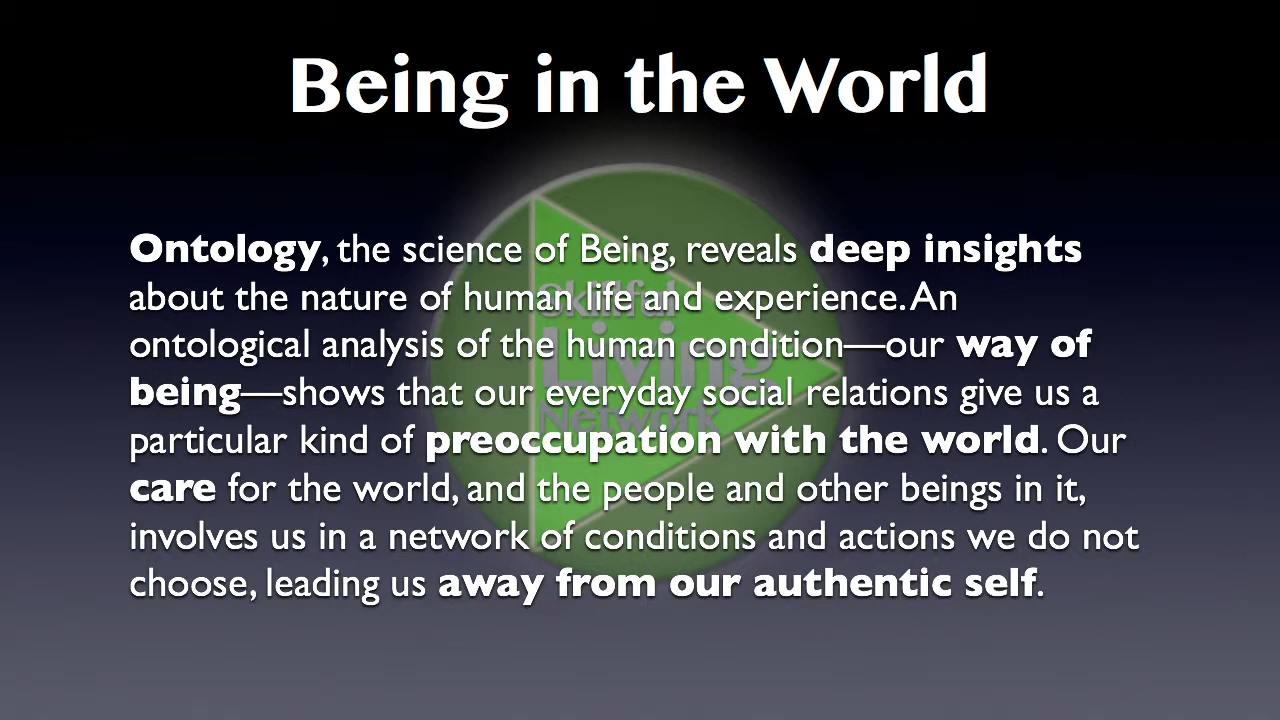 Being in the World
Ontology, the science of Being, reveals deep insights
about the nature of human life and experience. An
ontological analysis of the human condition—our way of
being—shows that our everyday social relations give us a
particular kind of preoccupation with the world. Our
care for the world, and the people and other beings in it,
involves us in a network of conditions and actions we do not
choose, leading us away from our authentic self.
Skillful
Living
Network